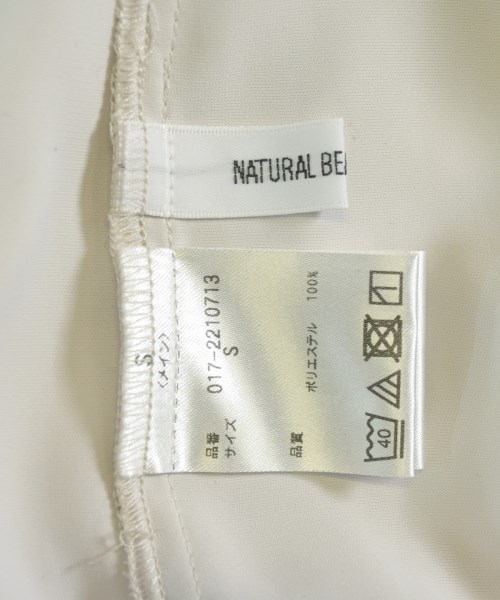 NATURAL BEA
S
〈メイン〉
品番 017-2210713
サイズ S
品質 ポリエステル 100%
40